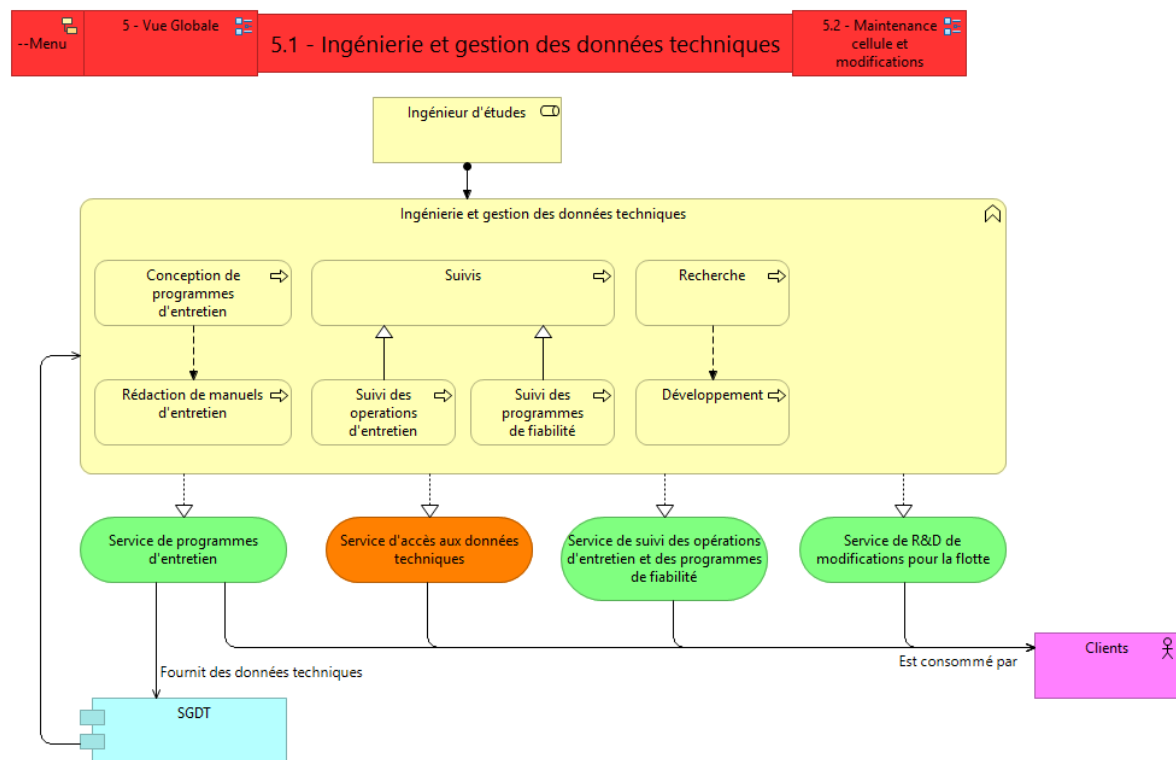 --Menu
5 - Vue Globale
5.1 - Ingénierie et gestion des données techniques
5.2 - Maintenance
cellule et
modifications
Ingénieur d'études
Ingénierie et gestion des données techniques
Conception de
programmes
d'entretien
Suivis
Recherche
Rédaction de manuels
d'entretien
Suivi des
operations
d'entretien
Suivi des
programmes
de fiabilité
Développement
Service de programmes
d'entretien
Service d'accès aux données
techniques
Service de suivi des opérations
d'entretien et des programmes
de fiabilité
Service de R&D de
modifications pour la flotte
Fournit des données techniques
Est consommé par
Clients
SGDT